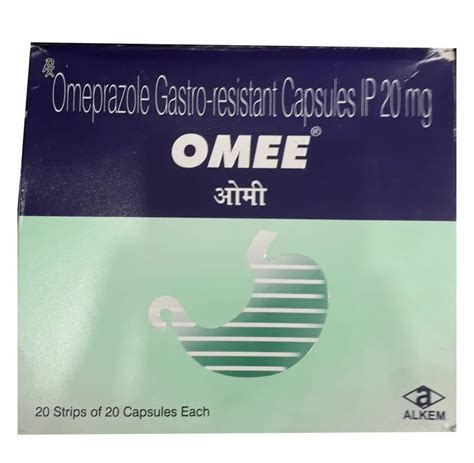 Rx
Omeprazole Gastro-resistant Capsules IP 20 mg
OMEE®
ओमी
20 Strips of 20 Capsules Each
a
ALKEM